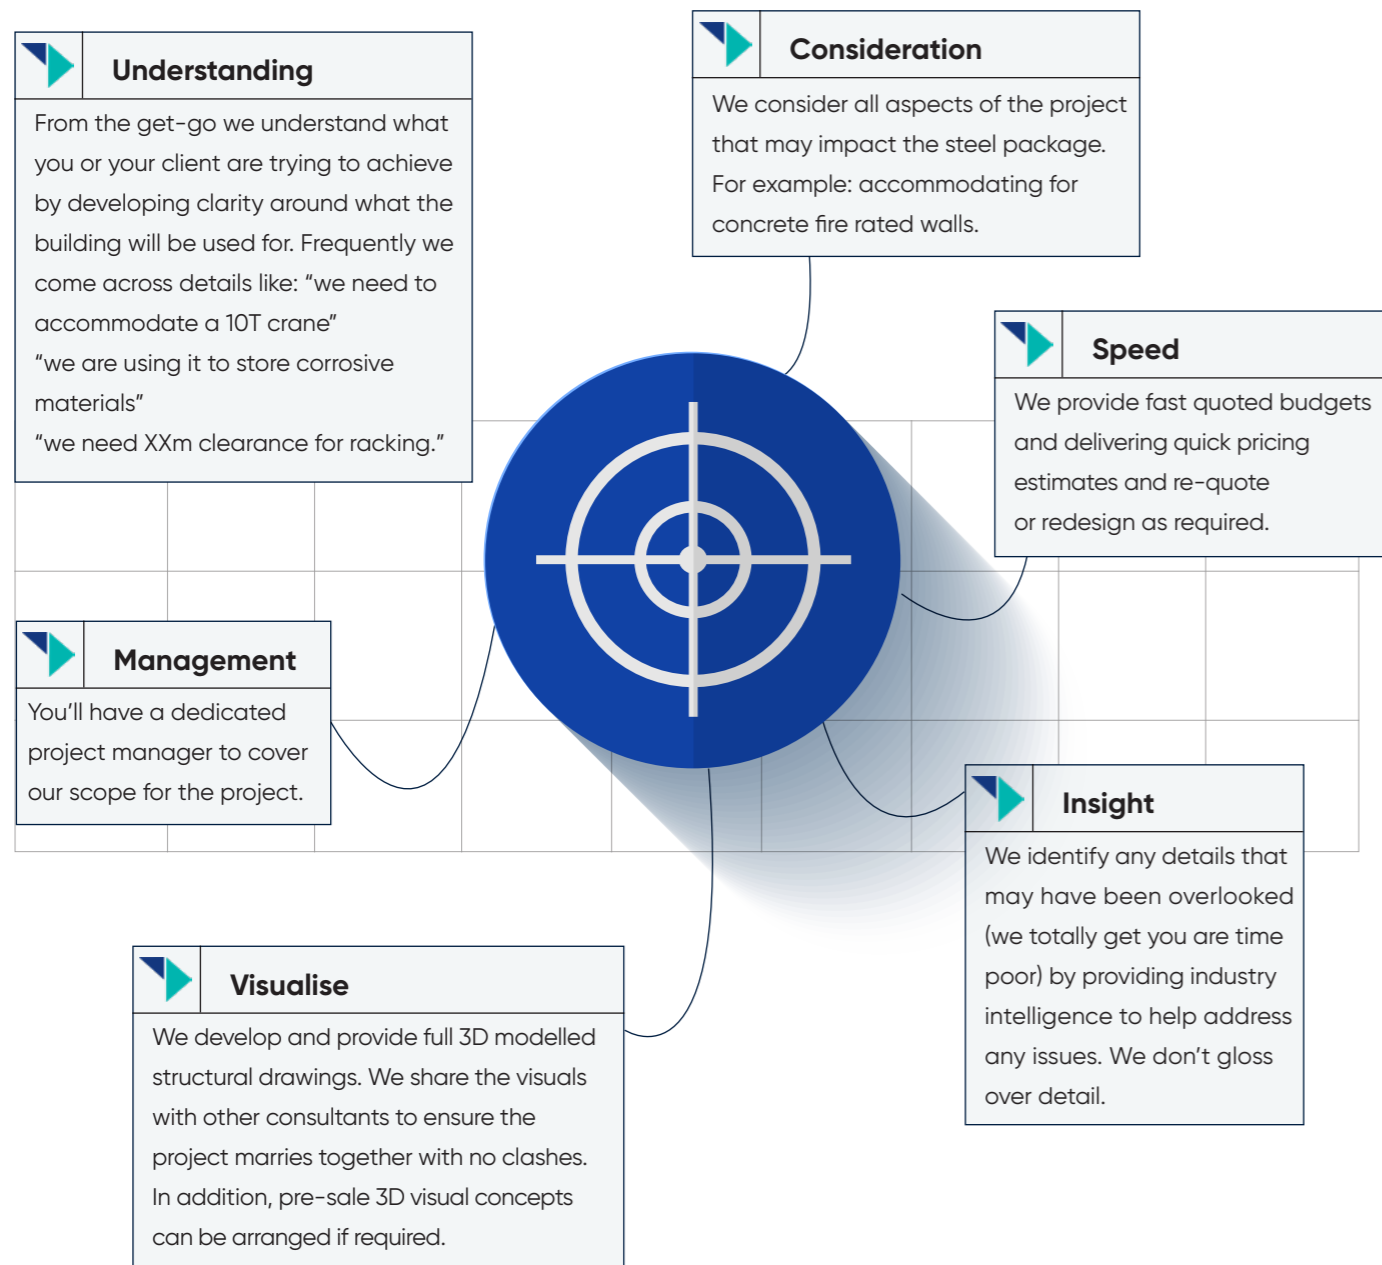 Understanding
From the get-go we understand what
you or your client are trying to achieve
by developing clarity around what the
building will be used for. Frequently we
come across details like: “we need to
accommodate a 10T crane”
“we are using it to store corrosive
materials”
“we need XXm clearance for racking.”
Consideration
We consider all aspects of the project
that may impact the steel package.
For example: accommodating for
concrete fire rated walls.
Speed
We provide fast quoted budgets
and delivering quick pricing
estimates and re-quote
or redesign as required.
Management
You’ll have a dedicated
project manager to cover
our scope for the project.
Insight
We identify any details that
may have been overlooked
(we totally get you are time
poor) by providing industry
intelligence to help address
any issues. We don’t gloss
over detail.
Visualise
We develop and provide full 3D modelled
structural drawings. We share the visuals
with other consultants to ensure the
project marries together with no clashes.
In addition, pre-sale 3D visual concepts
can be arranged if required.